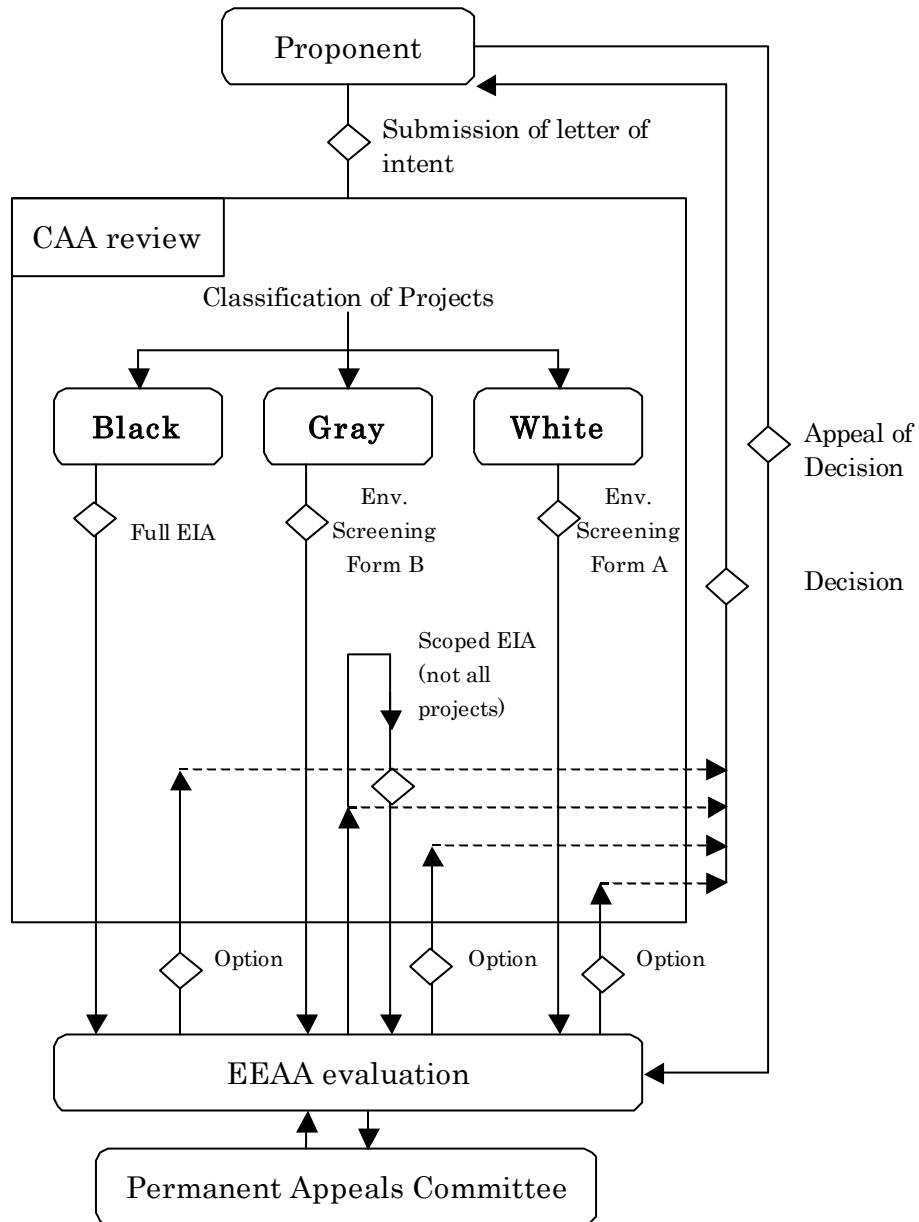 Proponent
Submission of letter of
intent
CAA review
Classification of Projects
Black
Gray
White
Full EIA
Env.
Screening
Form B
Env.
Screening
Form A
Appeal of
Decision
Decision
Scoped EIA
(not all
projects)
Option
Option
Option
EEAA evaluation
Permanent Appeals Committee